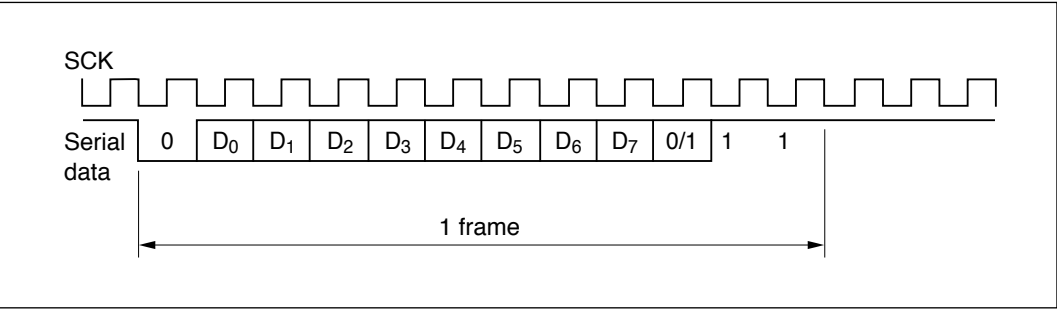 SCK
Serial data
0 D₀ D₁ D₂ D₃ D₄ D₅ D₆ D₇ 0/1 1 1
1 frame